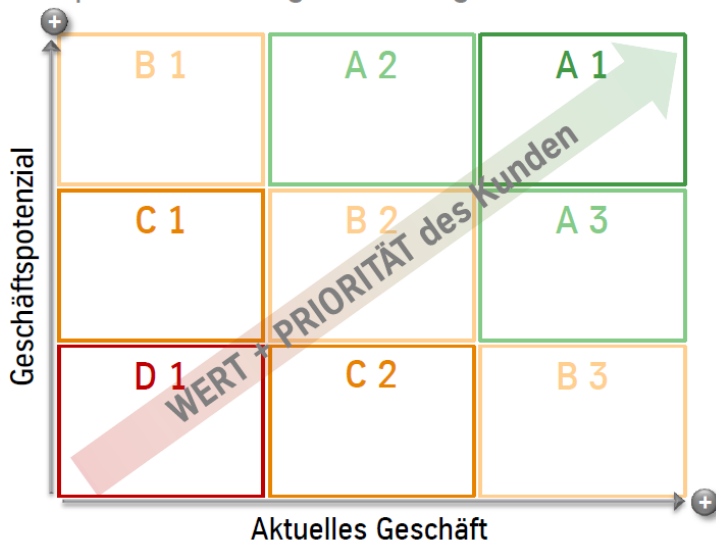 B 1
A 2
A 1
C 1
B 2
A 3
D 1
C 2
B 3
WERT + PRIORITÄT des Kunden
Geschäftspotenzial
Aktuelles Geschäft